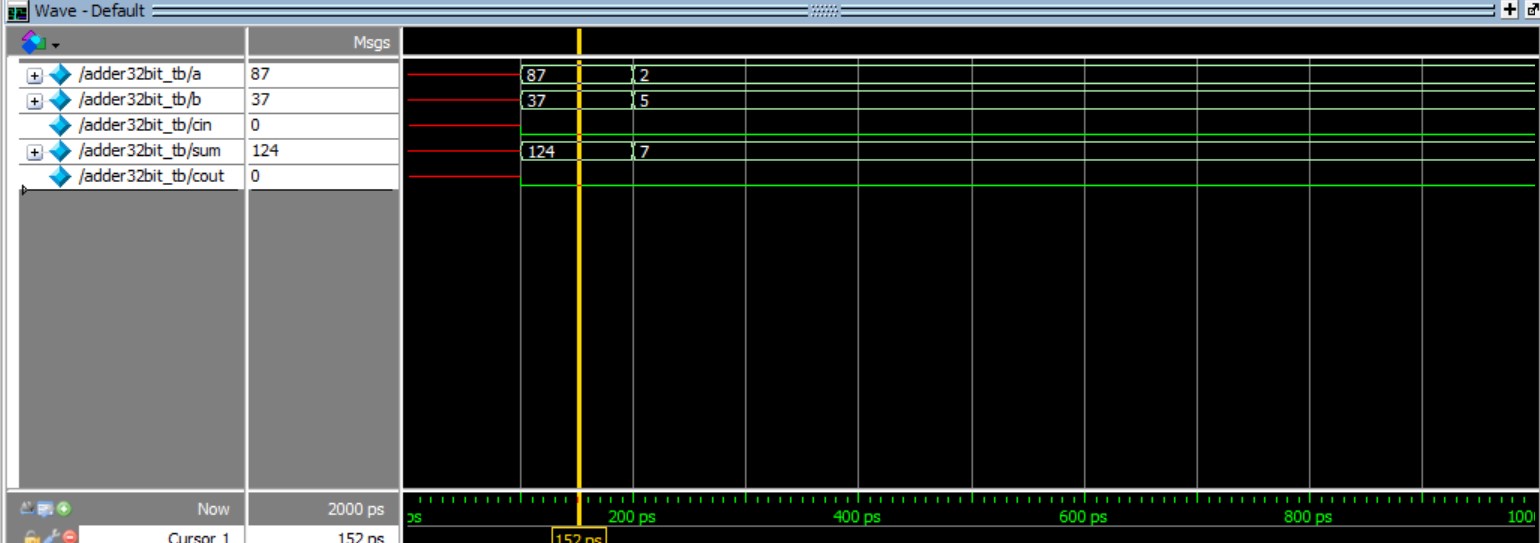 Wave - Default
Msgs
/adder32bit_tb/a 87 87 2
/adder32bit_tb/b 37 37 5
/adder32bit_tb/cin 0
/adder32bit_tb/sum 124 124 7
/adder32bit_tb/cout 0
Now 2000 ps ps 200 ps 400 ps 600 ps 800 ps 100
Cursor 1 152 ps 152 ps